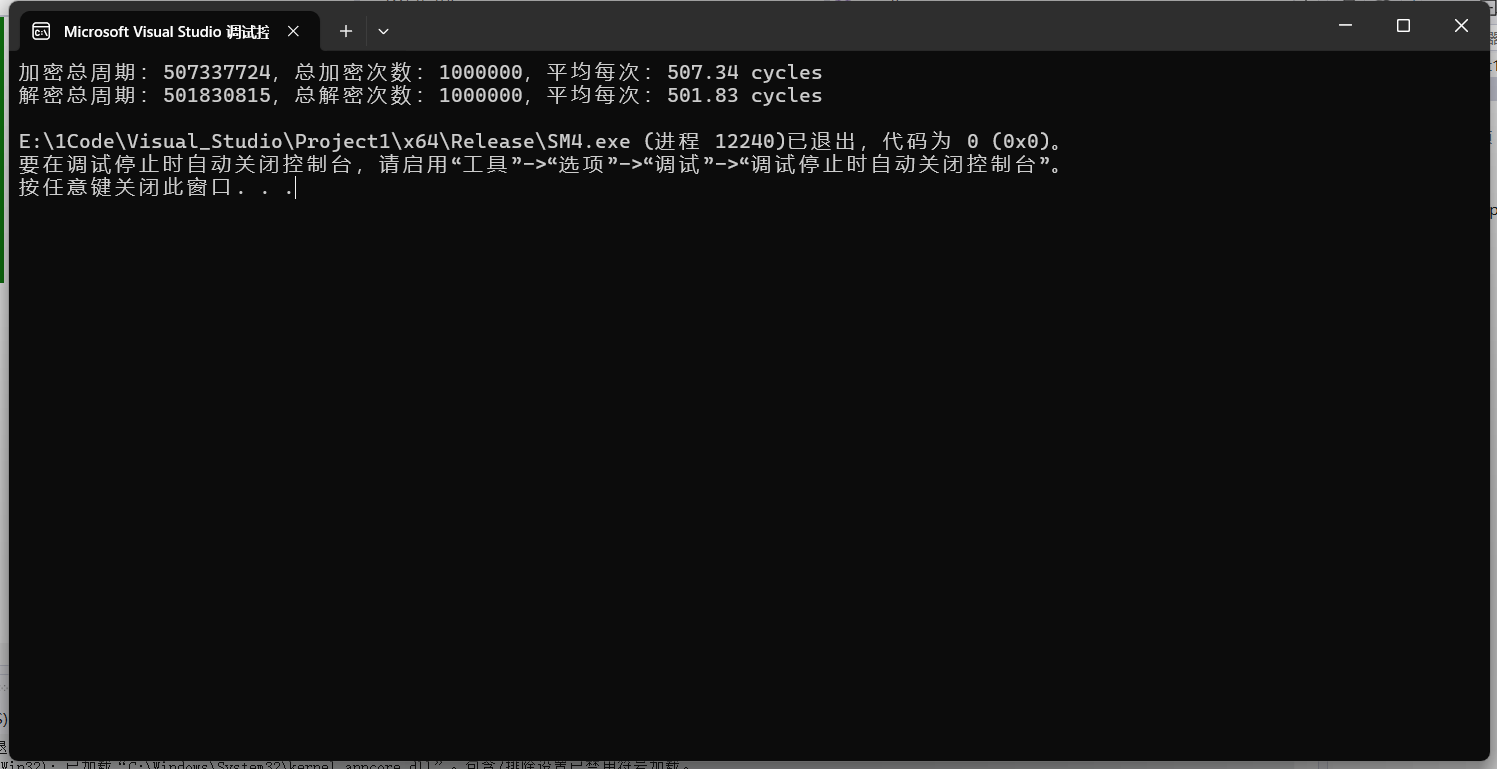 Microsoft Visual Studio 调试控
加密总周期: 507337724, 总加密次数: 1000000, 平均每次: 507.34 cycles
解密总周期: 501830815, 总解密次数: 1000000, 平均每次: 501.83 cycles
E:\1Code\Visual_Studio\Project1\x64\Release\SM4.exe (进程 12240)已退出，代码为 0 (0x0)。
要在调试停止时自动关闭控制台，请启用“工具”->“选项”->“调试”->“调试停止时自动关闭控制台”。
按任意键关闭此窗口. . .
Win32): 已加载“C:\Windows\System32\kernel.appcore.dll”。包含/排除设置已禁用符号加载。